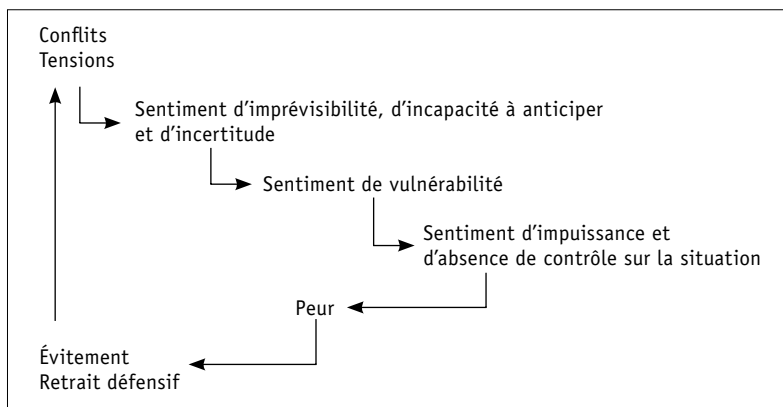 Conflits
Tensions
Sentiment d’imprévisibilité, d’incapacité à anticiper
et d’incertitude
Sentiment de vulnérabilité
Sentiment d’impuissance et
d’absence de contrôle sur la situation
Peur
Évitement
Retrait défensif